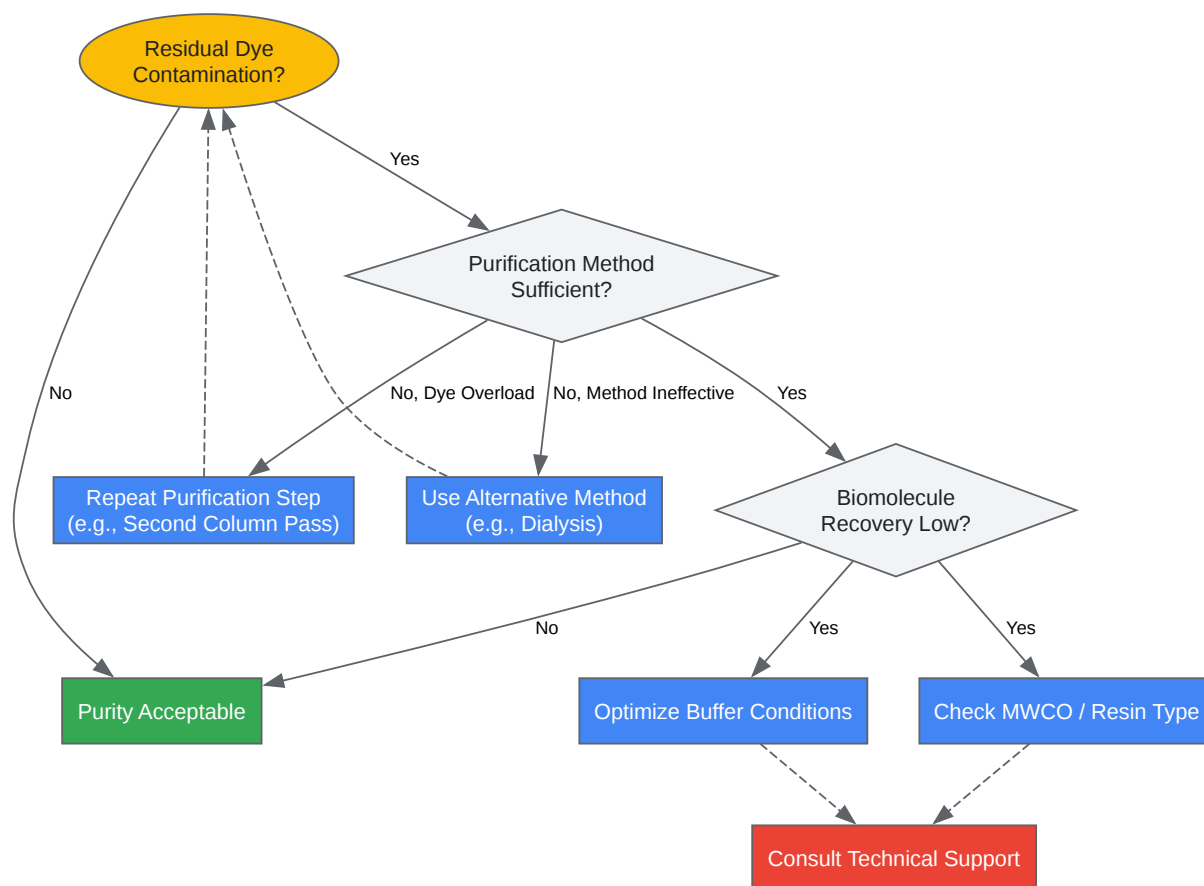 Residual Dye
Contamination?
Yes
Purification Method
Sufficient?
No
No, Dye Overload
No, Method Ineffective
Yes
Repeat Purification Step
(e.g., Second Column Pass)
Use Alternative Method
(e.g., Dialysis)
Biomolecule
Recovery Low?
No
Yes
Yes
Purity Acceptable
Optimize Buffer Conditions
Check MWCO / Resin Type
Consult Technical Support